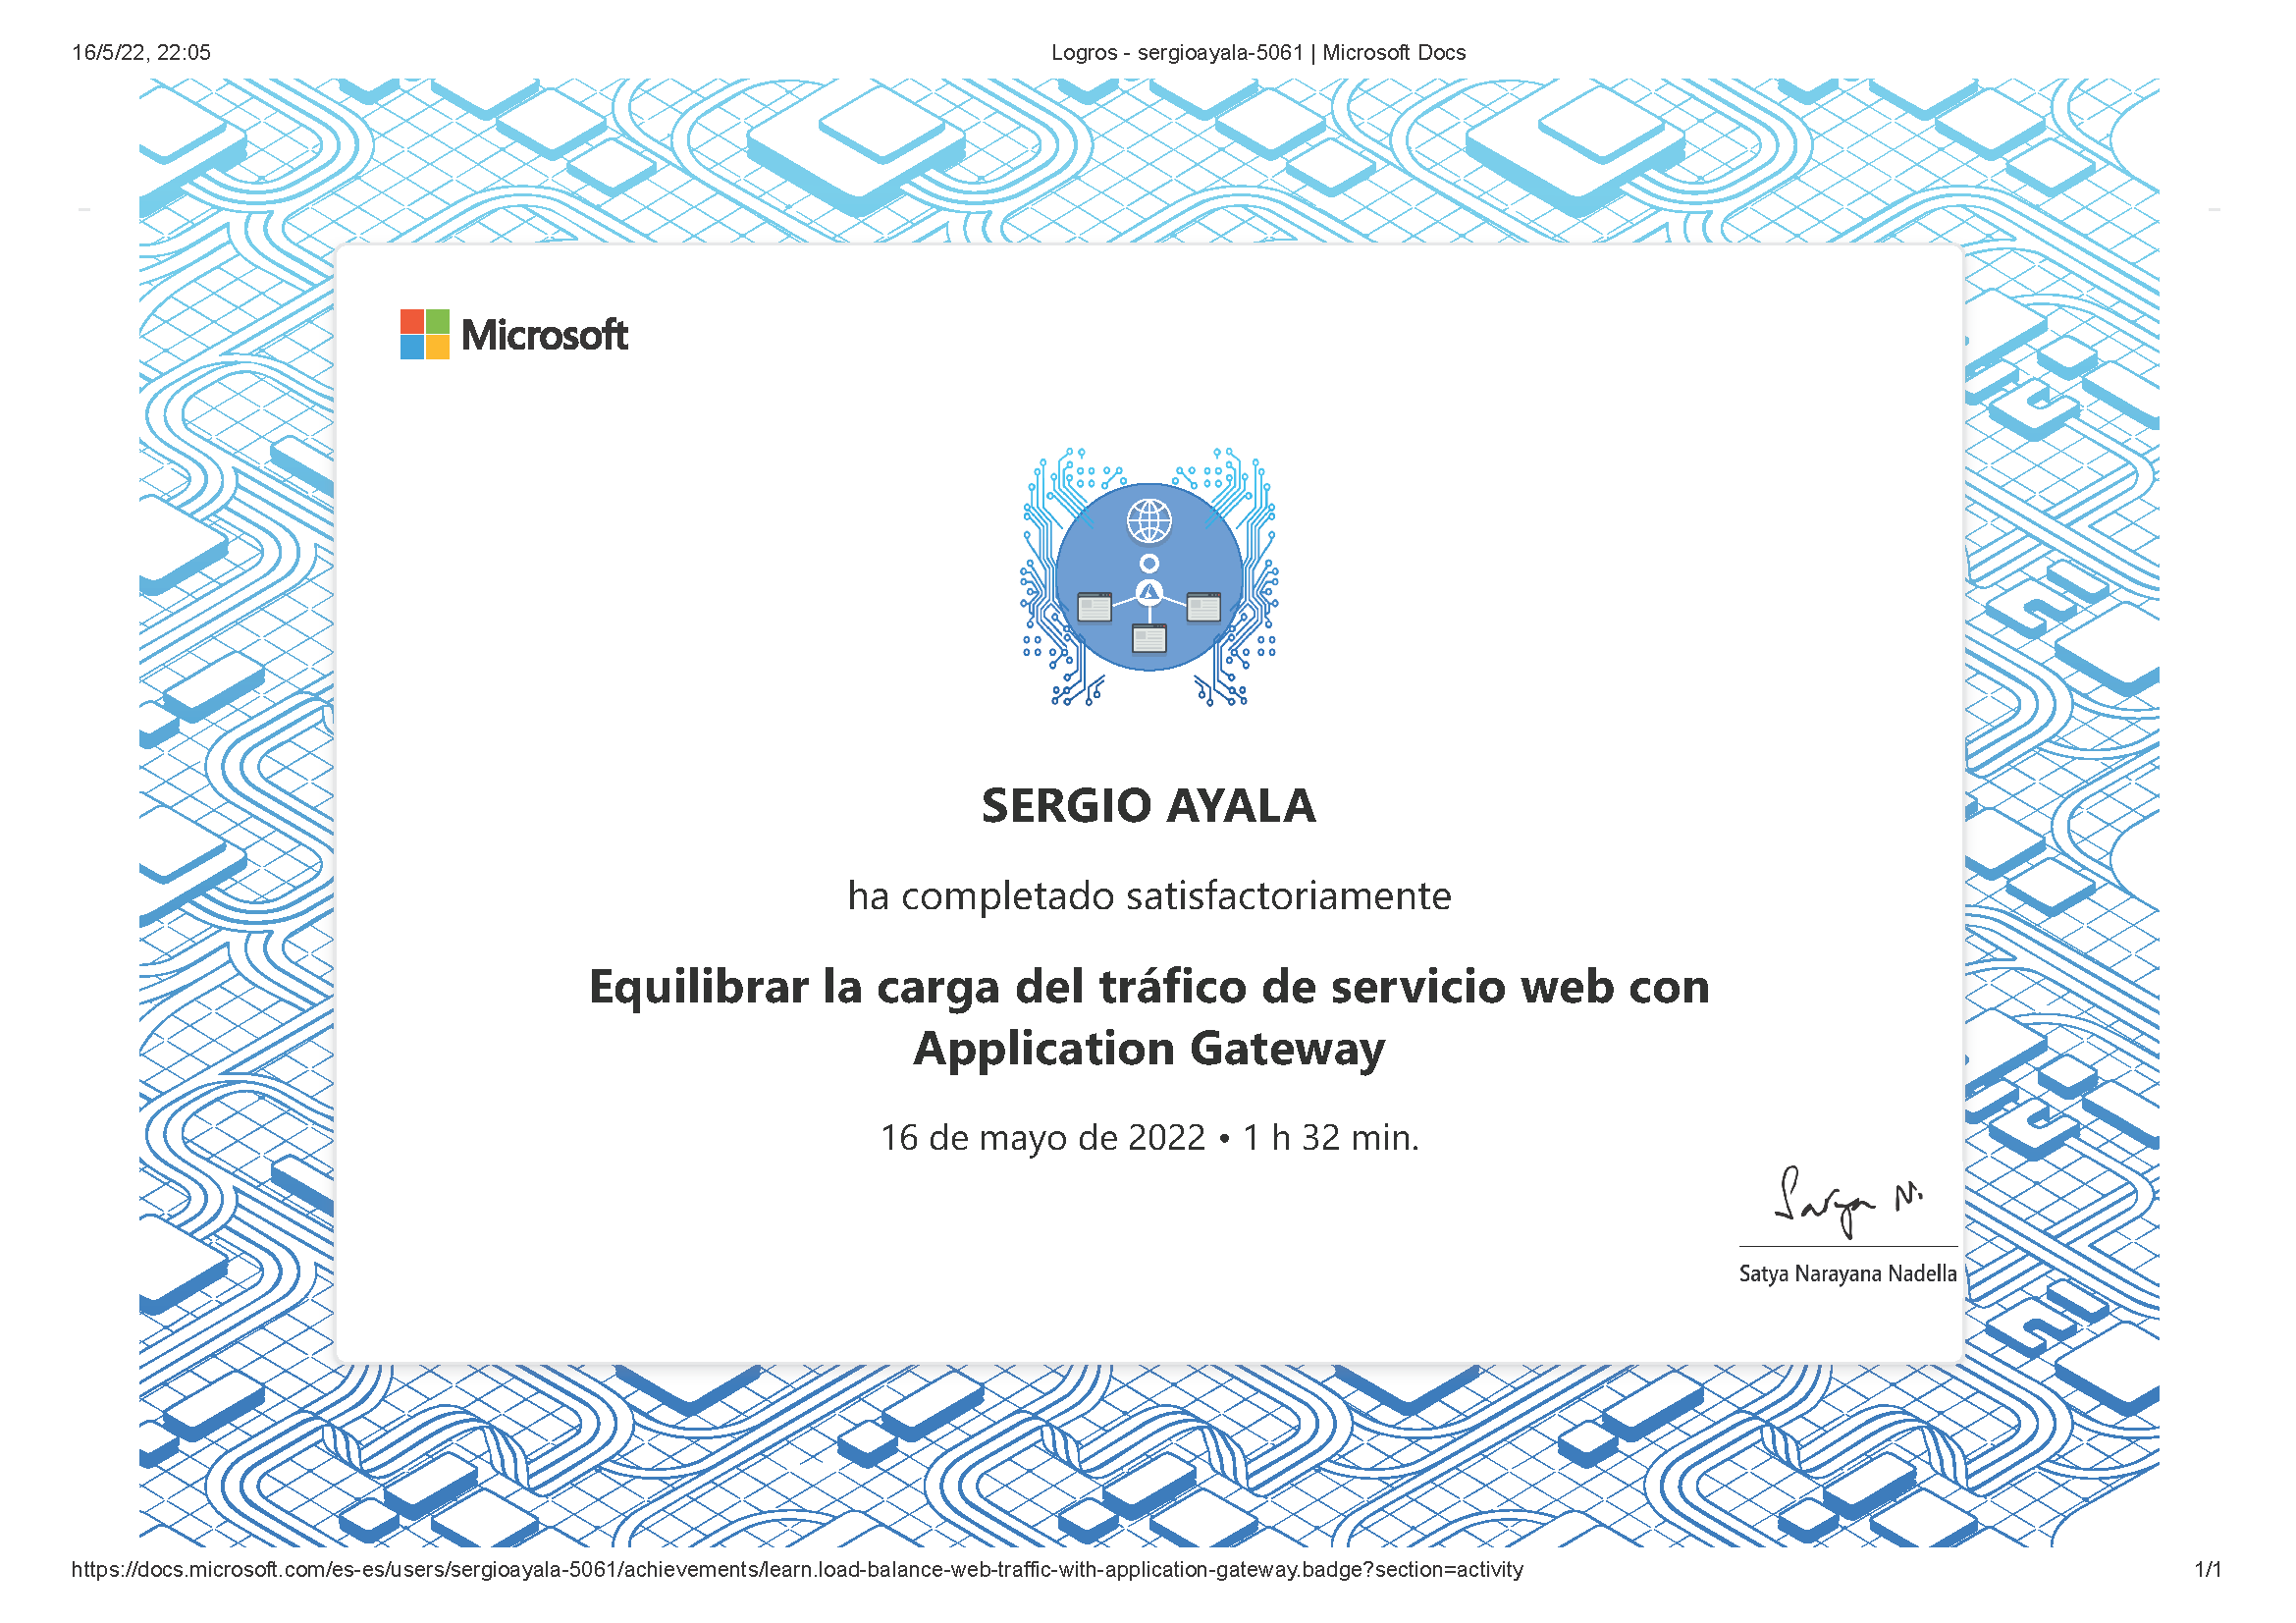 16/5/22, 22:05
Logros - sergioayala-5061 | Microsoft Docs
Microsoft
SERGIO AYALA
ha completado satisfactoriamente
Equilibrar la carga del tráfico de servicio web con
Application Gateway
16 de mayo de 2022 • 1 h 32 min.
Satya N.
Satya Narayana Nadella
https://docs.microsoft.com/es-es/users/sergioayala-5061/achievements/learn.load-balance-web-traffic-with-application-gateway.badge?section=activity
1/1